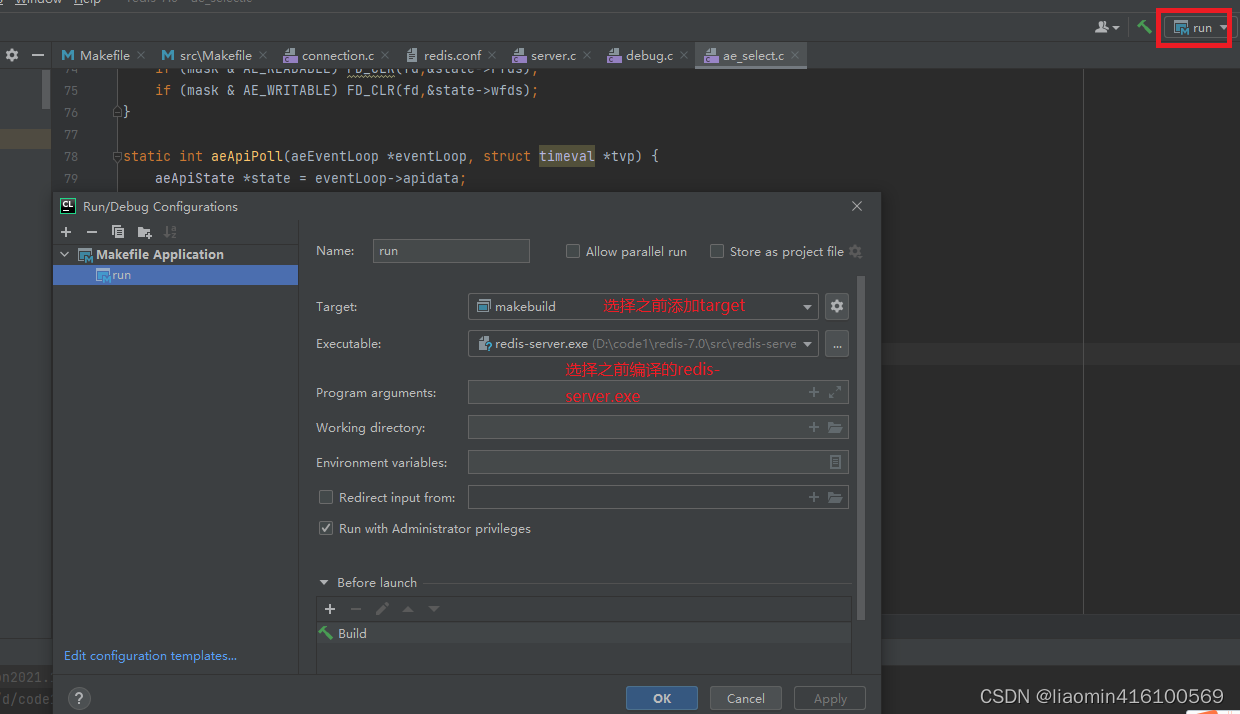 Window Help redis-7.0 - ae_select.c
run
Makefile src\Makefile connection.c redis.conf server.c debug.c ae_select.c
74 if (mask & AE_READABLE) FD_CLR(fd,&state->rfds);
75 if (mask & AE_WRITABLE) FD_CLR(fd,&state->wfds);
76 }
77
78 static int aeApiPoll(aeEventLoop *eventLoop, struct timeval *tvp) {
79 aeApiState *state = eventLoop->apidata;
Run/Debug Configurations
Makefile Application
run
Name: run Allow parallel run Store as project file
Target: makebuild 选择之前添加target
Executable: redis-server.exe (D:\code1\redis-7.0\src\redis-serve ...
选择之前编译的redis-
server.exe
Program arguments:
Working directory:
Environment variables:
Redirect input from:
Run with Administrator privileges
Before launch
Build
Edit configuration templates...
on2021.
/d/code
? OK Cancel Apply
CSDN @liaomin416100569